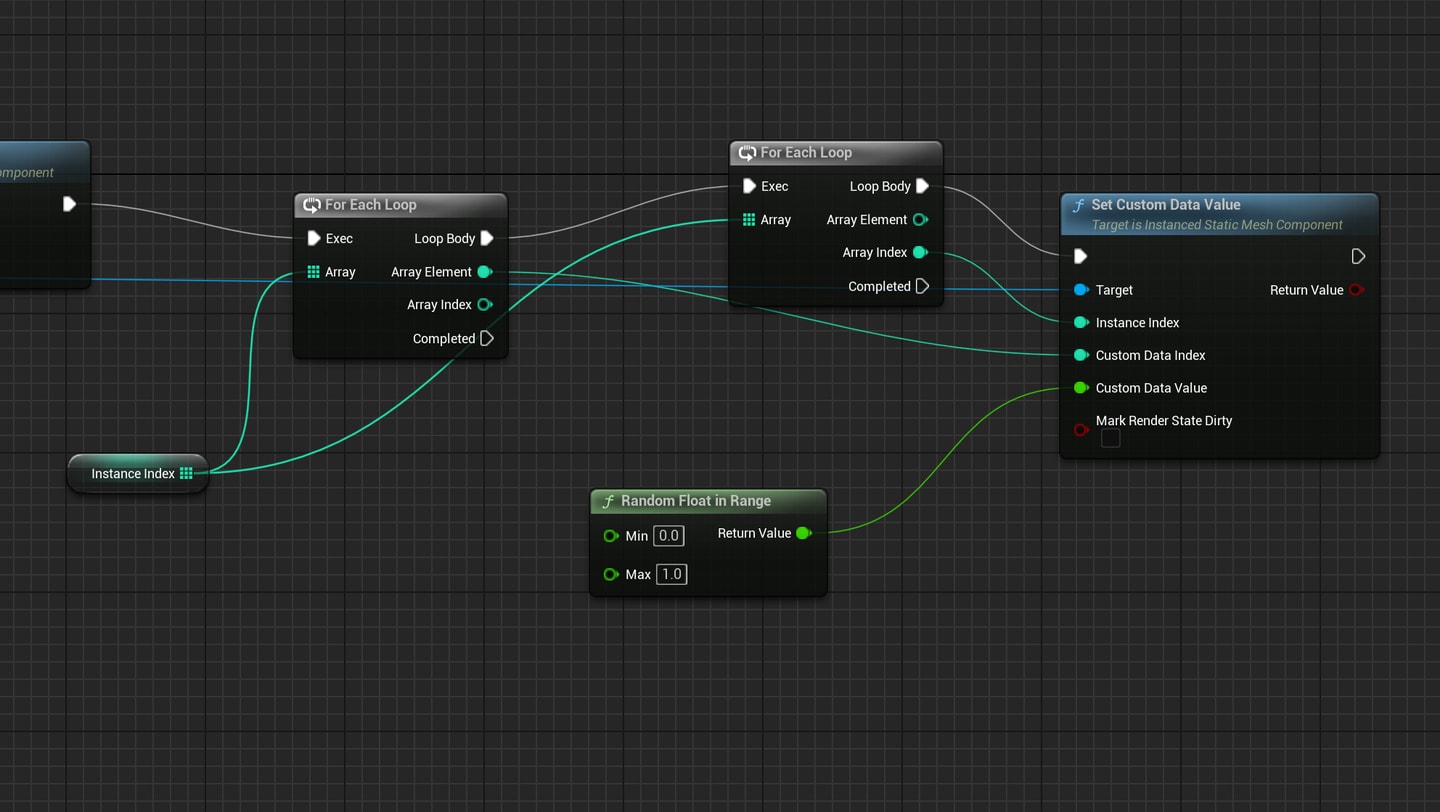 For Each Loop
Exec
Loop Body
Array
Array Element
Array Index
Completed
For Each Loop
Exec
Loop Body
Array
Array Element
Array Index
Completed
Set Custom Data Value
Target is Instanced Static Mesh Component
Target
Return Value
Instance Index
Custom Data Index
Custom Data Value
Mark Render State Dirty
Instance Index
Random Float in Range
Min 0.0
Return Value
Max 1.0